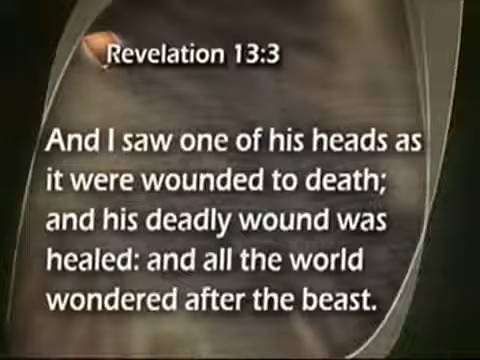 Revelation 13:3
And I saw one of his heads as
it were wounded to death;
and his deadly wound was
healed: and all the world
wondered after the beast.